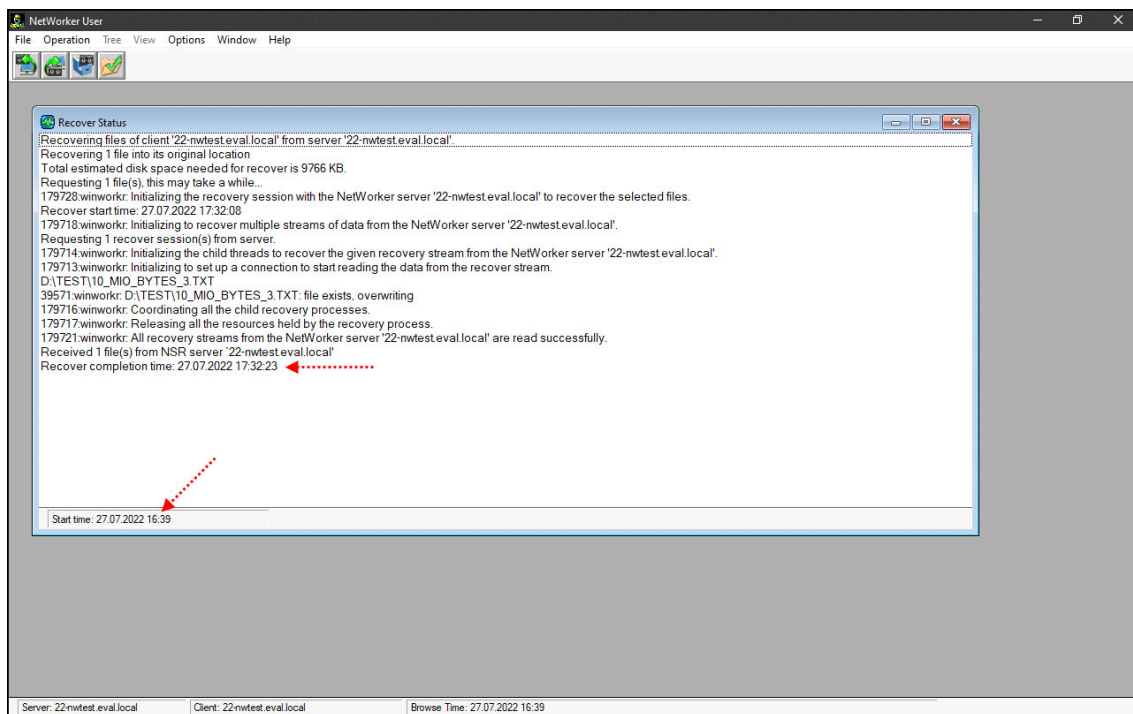 NetWorker User
File Operation Tree View Options Window Help
Recover Status
Recovering files of client '22-nwtest.eval.local' from server '22-nwtest.eval.local'.
Recovering 1 file into its original location
Total estimated disk space needed for recover is 9766 KB.
Requesting 1 file(s), this may take a while...
179728:winworkr: Initializing the recovery session with the NetWorker server '22-nwtest.eval.local' to recover the selected files.
Recover start time: 27.07.2022 17:32:08
179718:winworkr: Initializing to recover multiple streams of data from the NetWorker server '22-nwtest.eval.local'.
Requesting 1 recover session(s) from server.
179714:winworkr: Initializing the child threads to recover the given recovery stream from the NetWorker server '22-nwtest.eval.local'.
179713:winworkr: Initializing to set up a connection to start reading the data from the recover stream.
D:\TEST\10_MIO_BYTES_3.TXT
39571:winworkr: D:\TEST\10_MIO_BYTES_3.TXT: file exists, overwriting
179716:winworkr: Coordinating all the child recovery processes.
179717:winworkr: Releasing all the resources held by the recovery process.
179721:winworkr: All recovery streams from the NetWorker server '22-nwtest.eval.local' are read successfully.
Received 1 file(s) from NSR server `22-nwtest.eval.local'
Recover completion time: 27.07.2022 17:32:23
Start time: 27.07.2022 16:39
Server: 22-nwtest.eval.local Client: 22-nwtest.eval.local Browse Time: 27.07.2022 16:39